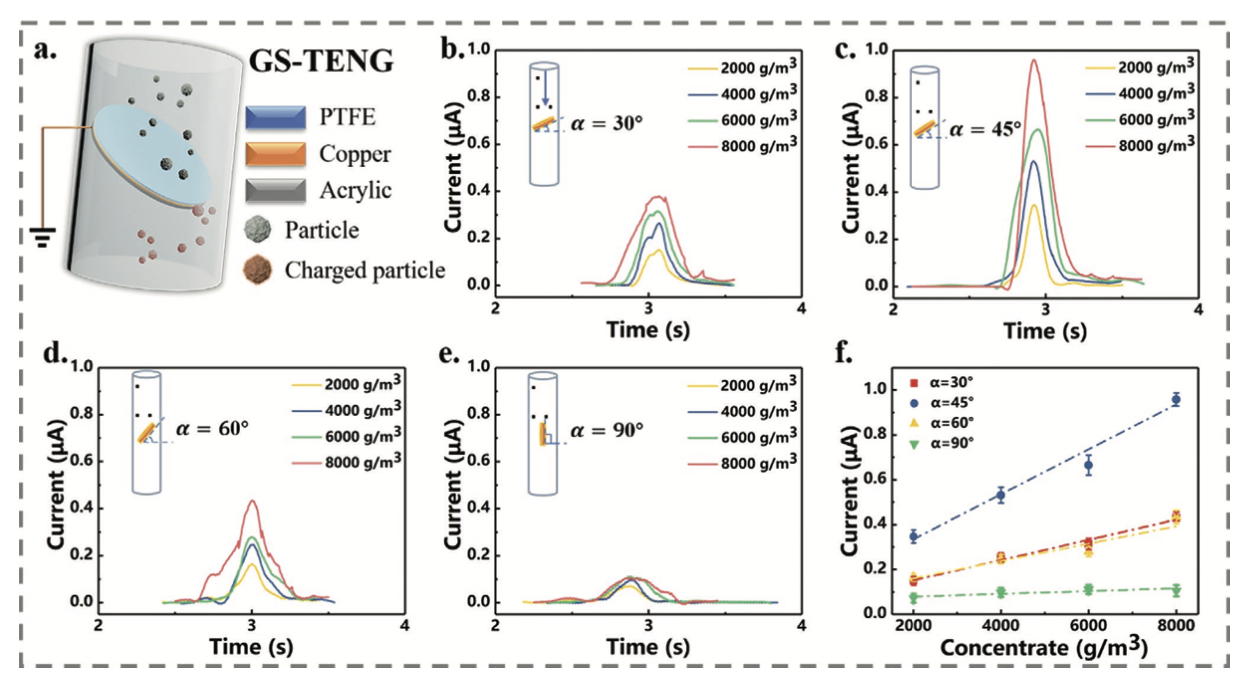 a.
GS-TENG
PTFE
Copper
Acrylic
Particle
Charged particle
b.
Current (μA)
1.0
0.8
0.6
0.4
0.2
0.0
2
3
4
Time (s)
α = 30°
2000 g/m³
4000 g/m³
6000 g/m³
8000 g/m³
c.
Current (μA)
1.0
0.8
0.6
0.4
0.2
0.0
2
3
4
Time (s)
α = 45°
2000 g/m³
4000 g/m³
6000 g/m³
8000 g/m³
d.
Current (μA)
1.0
0.8
0.6
0.4
0.2
0.0
2
3
4
Time (s)
α = 60°
2000 g/m³
4000 g/m³
6000 g/m³
8000 g/m³
e.
Current (μA)
1.0
0.8
0.6
0.4
0.2
0.0
2
3
4
Time (s)
α = 90°
2000 g/m³
4000 g/m³
6000 g/m³
8000 g/m³
f.
Current (μA)
1.0
0.8
0.6
0.4
0.2
0.0
2000
4000
6000
8000
Concentrate (g/m³)
α=30°
α=45°
α=60°
α=90°